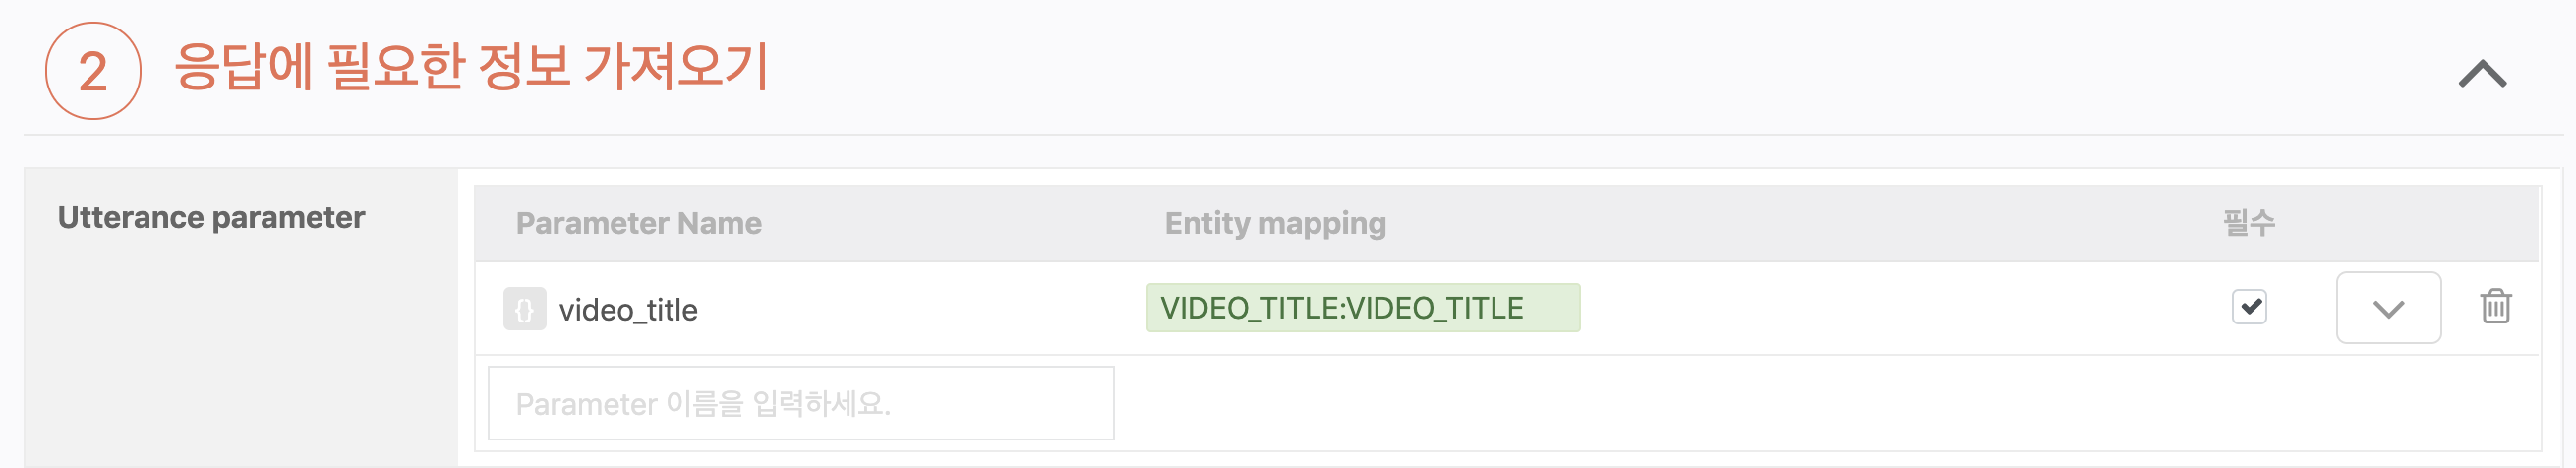 2 응답에 필요한 정보 가져오기
Utterance parameter
Parameter Name Entity mapping 필수
{} video_title VIDEO_TITLE:VIDEO_TITLE
Parameter 이름을 입력하세요.